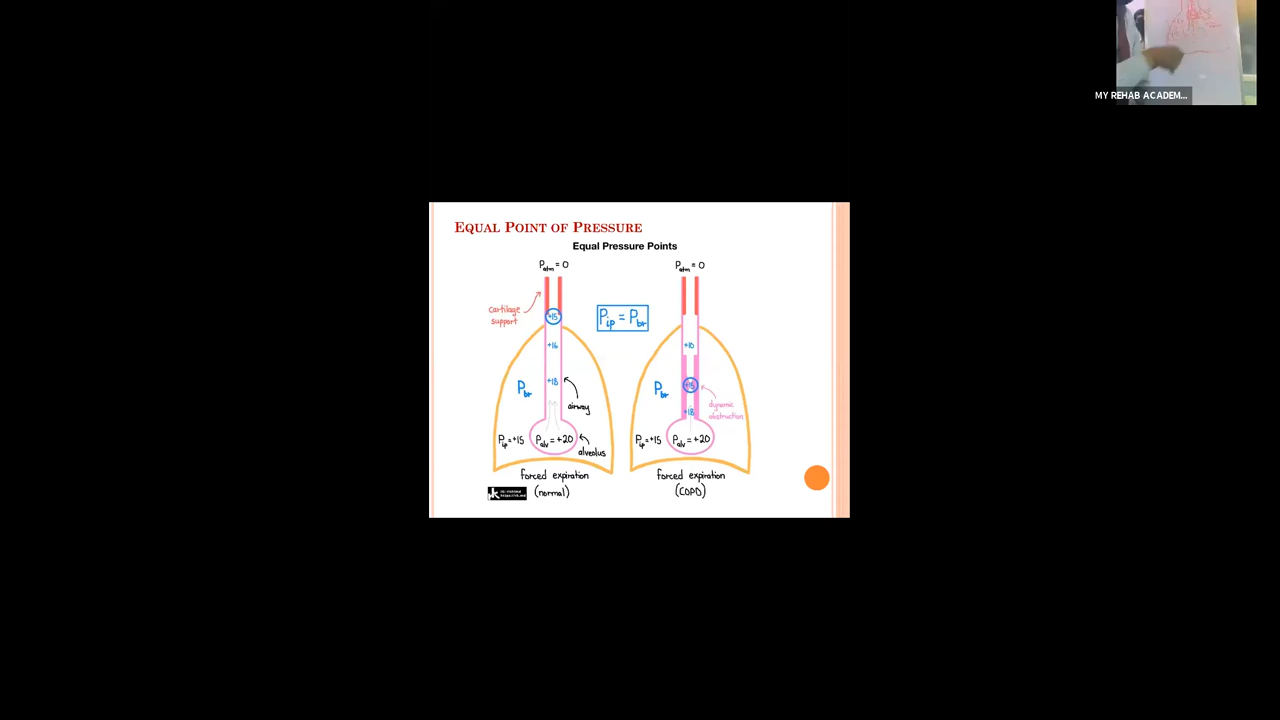 MY REHAB ACADEM...
EQUAL POINT OF PRESSURE
Equal Pressure Points
Patm = 0
Patm = 0
cartilage
support
+15
Pip = Pbr
+16
+10
+18
Pbr
airway
Pbr
+15
dynamic
obstruction
+18
Pip = +15
Palv = +20
alveolus
Pip = +15
Palv = +20
forced expiration
(normal)
forced expiration
(COPD)